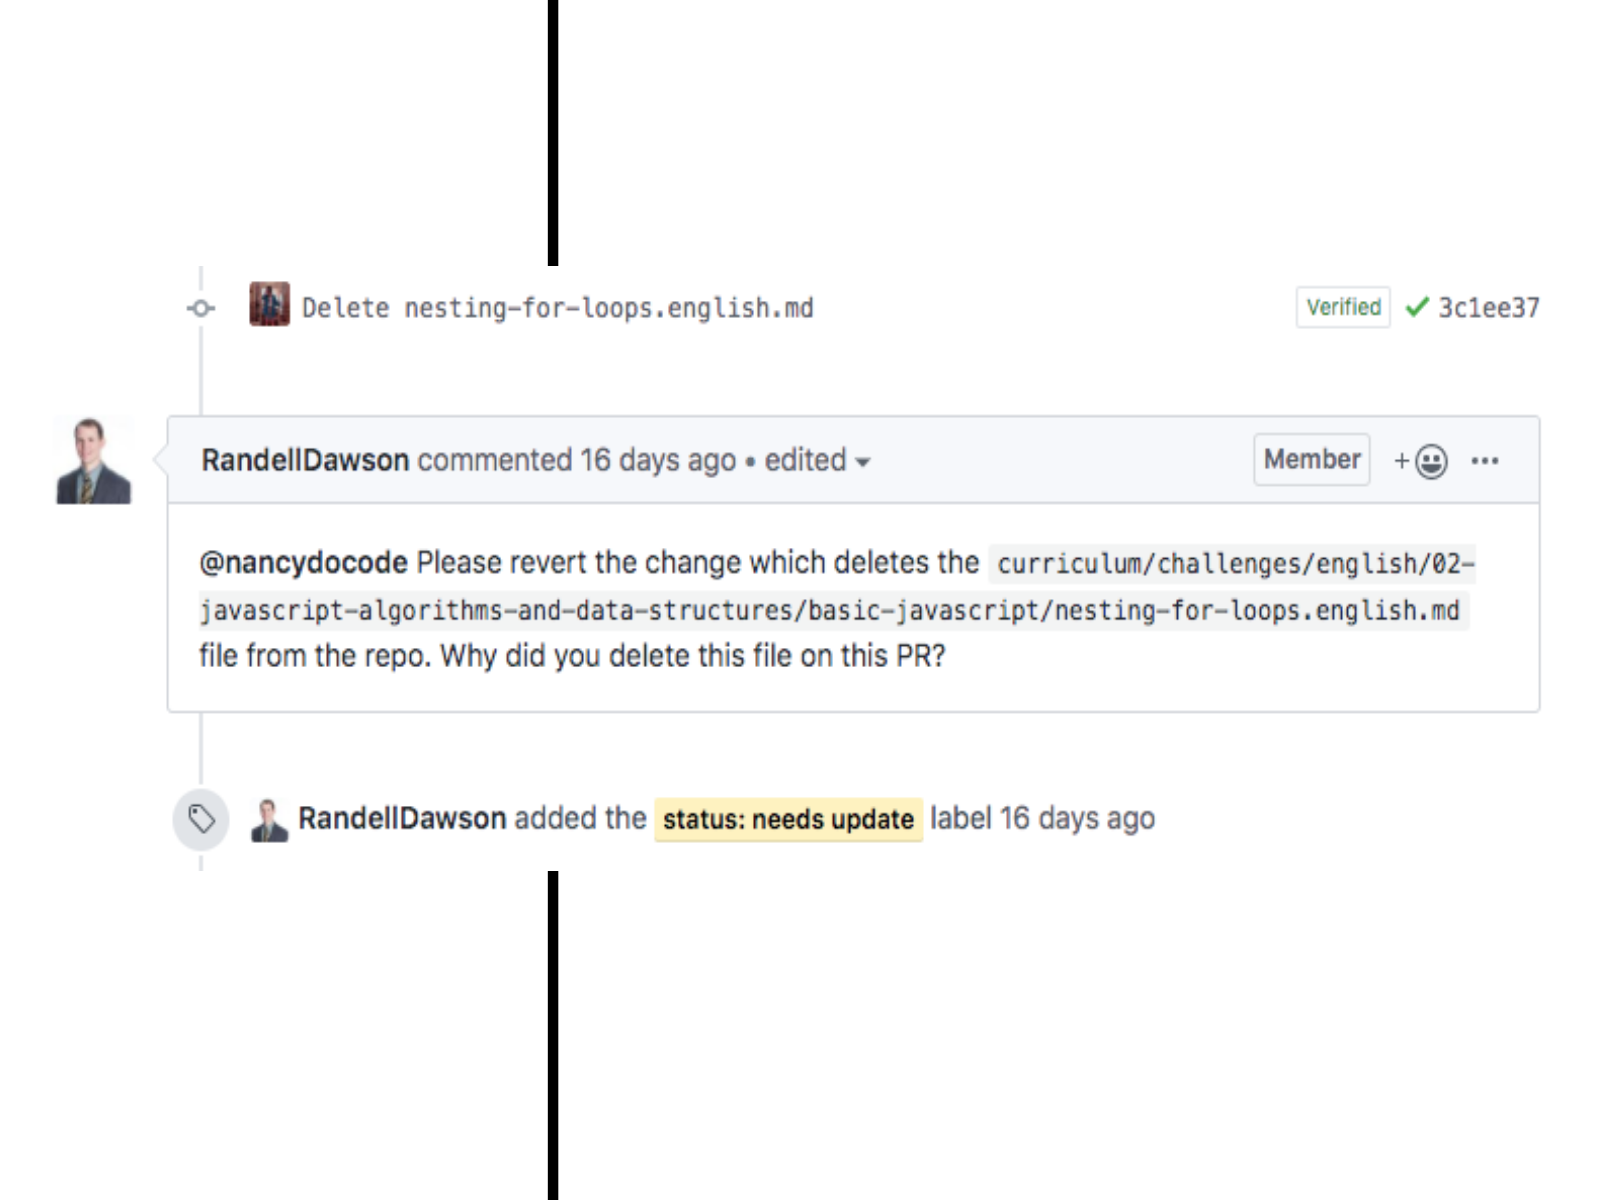 Delete nesting-for-loops.english.md Verified 3c1ee37
RandellDawson commented 16 days ago • edited Member
@nancydocode Please revert the change which deletes the curriculum/challenges/english/02-
javascript-algorithms-and-data-structures/basic-javascript/nesting-for-loops.english.md
file from the repo. Why did you delete this file on this PR?
RandellDawson added the status: needs update label 16 days ago